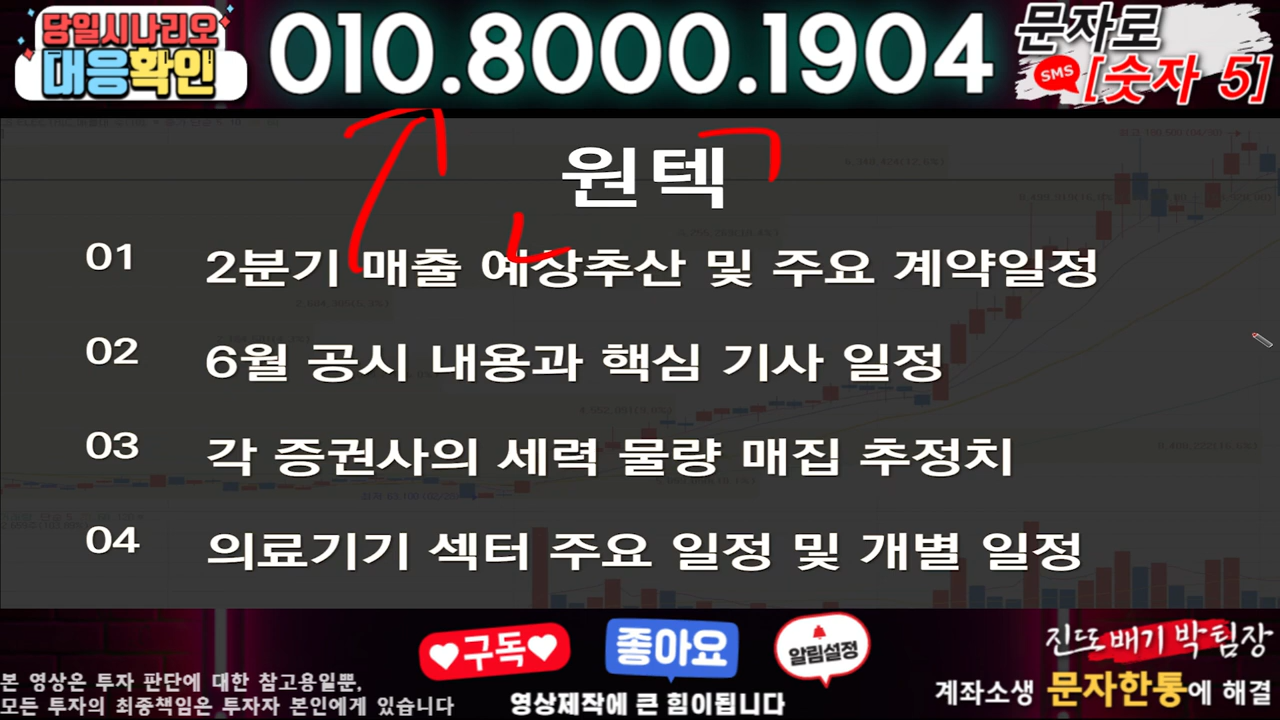 당일시나리오
대응확인
010.8000.1904
문자로
SMS
[숫자 5]
원텍
01 2분기 매출 예상추산 및 주요 계약일정
02 6월 공시 내용과 핵심 기사 일정
03 각 증권사의 세력 물량 매집 추정치
04 의료기기 섹터 주요 일정 및 개별 일정
구독
좋아요
알림설정
진또배기 박팀장
본 영상은 투자 판단에 대한 참고용일뿐,
모든 투자의 최종책임은 투자자 본인에게 있습니다
영상제작에 큰 힘이됩니다
계좌소생 문자한통에 해결